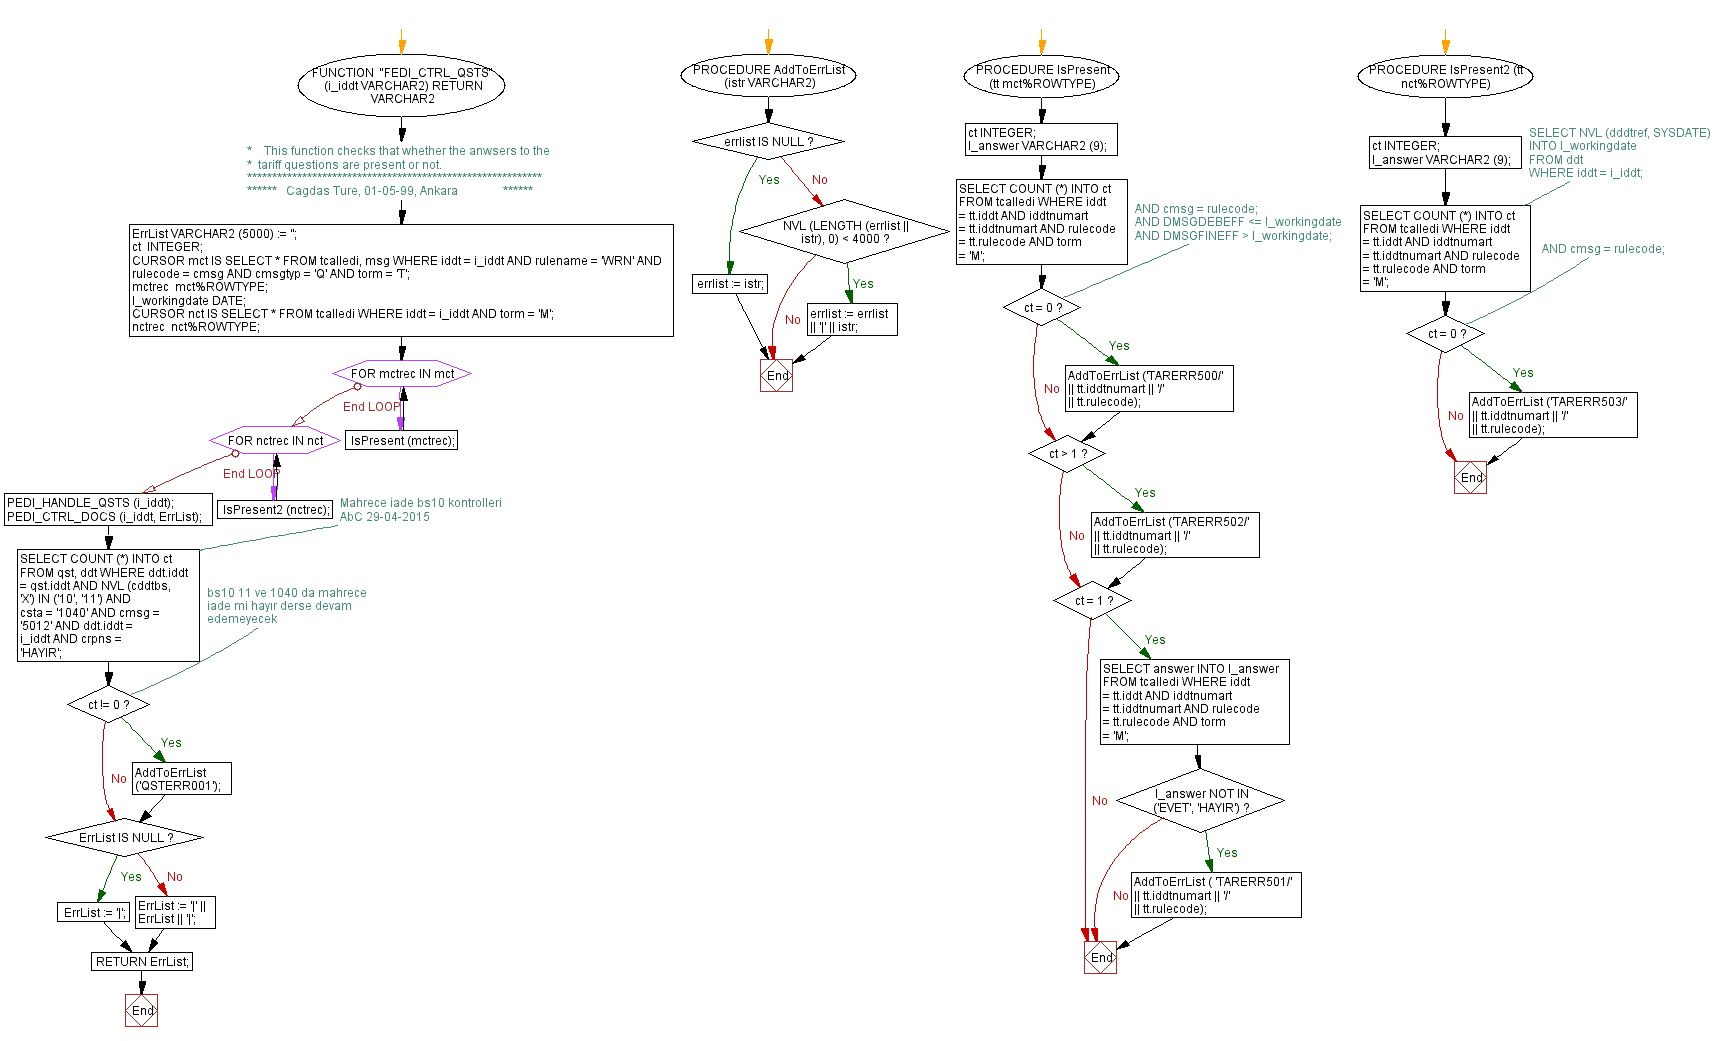 FUNCTION "FEDI_CTRL_QSTS"
(i_iddt VARCHAR2) RETURN
VARCHAR2
* This function checks that whether the anwsers to the
* tariff questions are present or not.
***********************************************************
****** Cagdas Ture, 01-05-99, Ankara ******
ErrList VARCHAR2 (5000) := '';
ct INTEGER;
CURSOR mct IS SELECT * FROM tcalledi, msg WHERE iddt = i_iddt AND rulename = 'WRN' AND
rulecode = cmsg AND cmsgtyp = 'Q' AND torm = 'T';
mctrec mct%ROWTYPE;
l_workingdate DATE;
CURSOR nct IS SELECT * FROM tcalledi WHERE iddt = i_iddt AND torm = 'M';
nctrec nct%ROWTYPE;
FOR mctrec IN mct
End LOOP
IsPresent (mctrec);
FOR nctrec IN nct
End LOOP
IsPresent2 (nctrec);
PEDI_HANDLE_QSTS (i_iddt);
PEDI_CTRL_DOCS (i_iddt, ErrList);
Mahrece iade bs10 kontrolleri
AbC 29-04-2015
SELECT COUNT (*) INTO ct
FROM qst, ddt WHERE ddt.iddt
= qst.iddt AND NVL (cddtbs,
'X') IN ('10', '11') AND
csta = '1040' AND cmsg =
'5012' AND ddt.iddt =
i_iddt AND crpns =
'HAYIR';
bs10 11 ve 1040 da mahrece
iade mi hayır derse devam
edemeyecek
ct != 0 ?
Yes
No
AddToErrList
('QSTERR001');
ErrList IS NULL ?
Yes
No
ErrList := '|';
ErrList := '|' ||
ErrList || '|';
RETURN ErrList;
End
PROCEDURE AddToErrList
(istr VARCHAR2)
errlist IS NULL ?
Yes
No
NVL (LENGTH (errlist ||
istr), 0) < 4000 ?
errlist := istr;
Yes
No
errlist := errlist
|| '|' || istr;
End
PROCEDURE IsPresent
(tt mct%ROWTYPE)
ct INTEGER;
l_answer VARCHAR2 (9);
SELECT COUNT (*) INTO ct
FROM tcalledi WHERE iddt
= tt.iddt AND iddtnumart
= tt.iddtnumart AND rulecode
= tt.rulecode AND torm
= 'M';
AND cmsg = rulecode;
AND DMSGDEBEFF <= l_workingdate
AND DMSGFINEFF > l_workingdate;
ct = 0 ?
Yes
No
AddToErrList ('TARERR500/'
|| tt.iddtnumart || '/'
|| tt.rulecode);
ct > 1 ?
Yes
No
AddToErrList ('TARERR502/'
|| tt.iddtnumart || '/'
|| tt.rulecode);
ct = 1 ?
Yes
No
SELECT answer INTO l_answer
FROM tcalledi WHERE iddt
= tt.iddt AND iddtnumart
= tt.iddtnumart AND rulecode
= tt.rulecode AND torm
= 'M';
l_answer NOT IN
('EVET', 'HAYIR') ?
Yes
No
AddToErrList ( 'TARERR501/'
|| tt.iddtnumart || '/'
|| tt.rulecode);
End
PROCEDURE IsPresent2 (tt
nct%ROWTYPE)
ct INTEGER;
l_answer VARCHAR2 (9);
SELECT NVL (dddtref, SYSDATE)
INTO l_workingdate
FROM ddt
WHERE iddt = i_iddt;
SELECT COUNT (*) INTO ct
FROM tcalledi WHERE iddt
= tt.iddt AND iddtnumart
= tt.iddtnumart AND rulecode
= tt.rulecode AND torm
= 'M';
AND cmsg = rulecode;
ct = 0 ?
Yes
No
AddToErrList ('TARERR503/'
|| tt.iddtnumart || '/'
|| tt.rulecode);
End